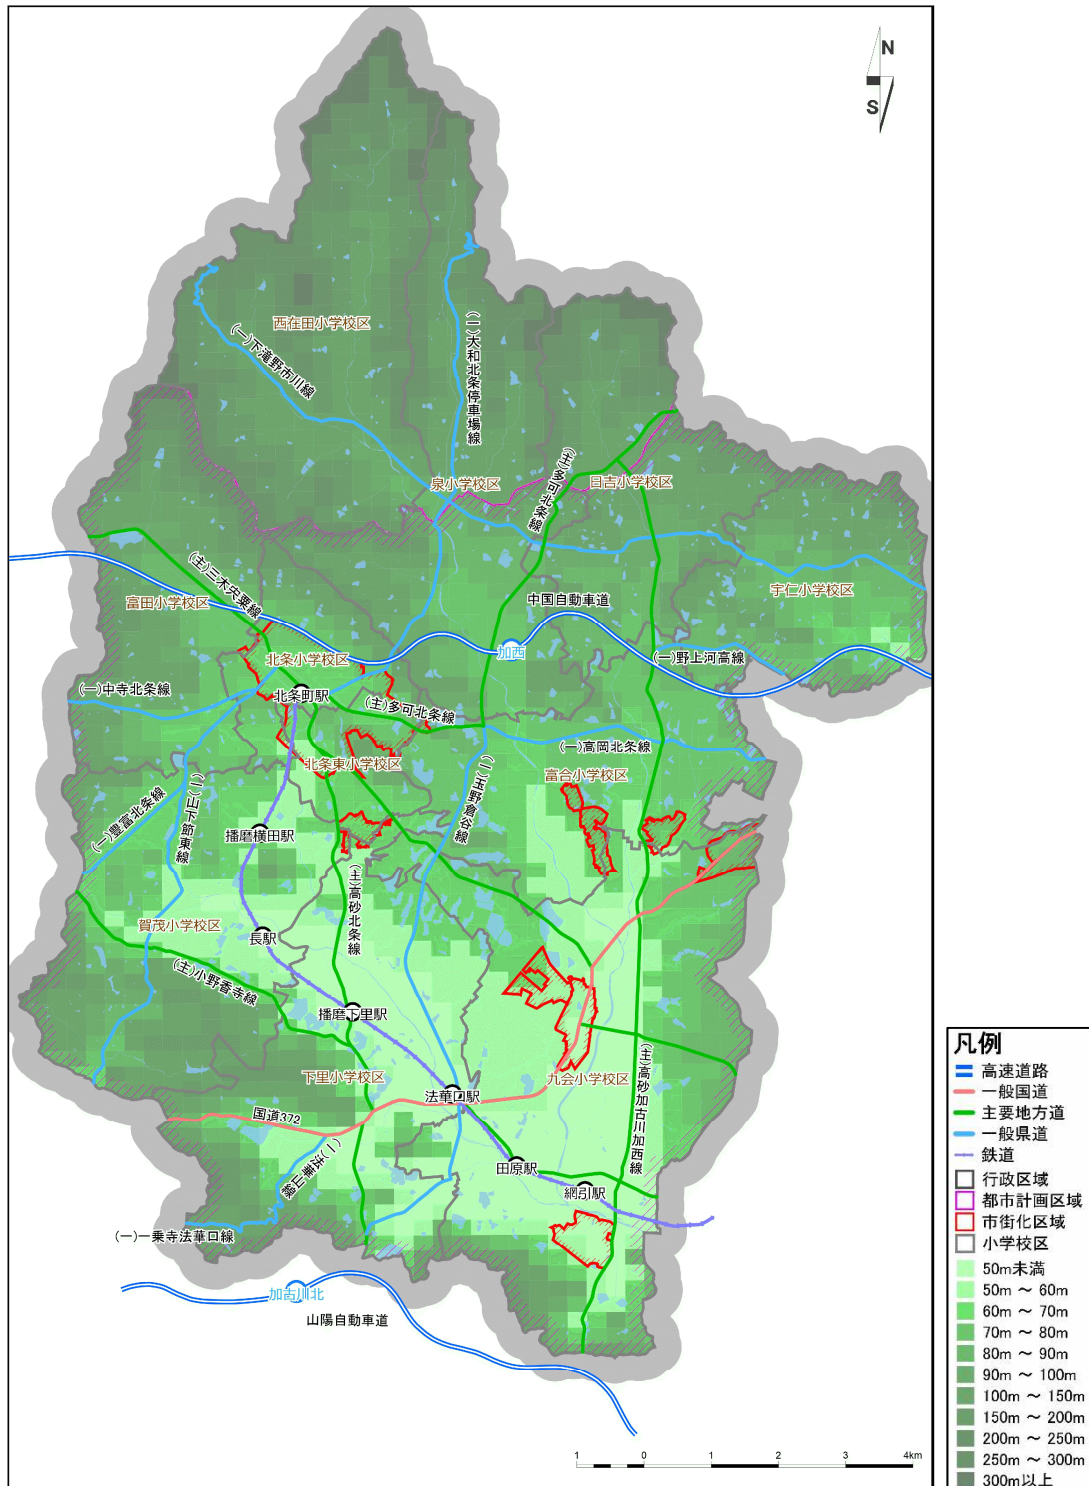 N
S
西在田小学校区
(一)下滝野市川線
(一)大和北条停車場線
泉小学校区
(主)多可北条線
日吉小学校区
(主)三木宍粟線
富田小学校区
中国自動車道
宇仁小学校区
加西
北条小学校区
(一)野上河高線
(一)中寺北条線
北条町駅
(主)多可北条線
(一)高岡北条線
北条東小学校区
富合小学校区
(一)玉野倉谷線
(一)山下節東線
(一)豊富北条線
播磨横田駅
(主)高砂北条線
賀茂小学校区
長駅
(主)小野香寺線
播磨下里駅
下里小学校区
九会小学校区
(主)高砂加古川加西線
法華口駅
国道372
(一)法華山線
田原駅
網引駅
(一)一乗寺法華口線
加古川北
山陽自動車道
1 0 1 2 3 4km
凡例
高速道路
一般国道
主要地方道
一般県道
鉄道
行政区域
都市計画区域
市街化区域
小学校区
50m未満
50m ～ 60m
60m ～ 70m
70m ～ 80m
80m ～ 90m
90m ～ 100m
100m ～ 150m
150m ～ 200m
200m ～ 250m
250m ～ 300m
300m以上